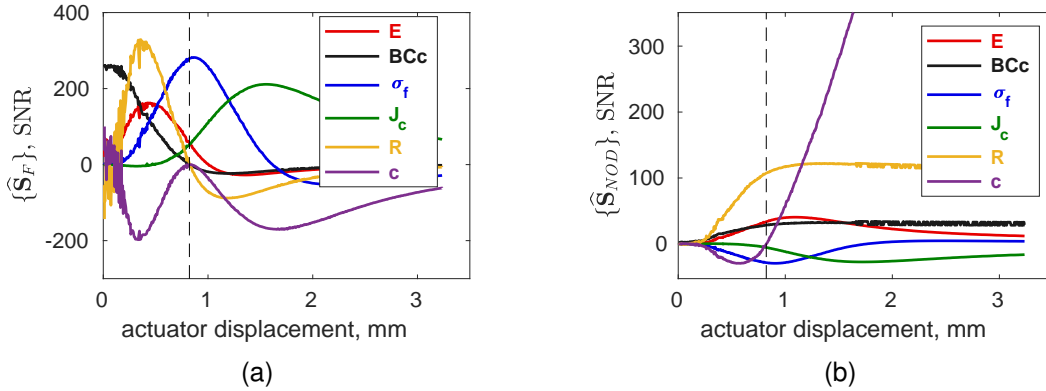 400
200
0
-200
0
1
2
3
{Ŝ_F}, SNR
actuator displacement, mm
E
BCc
σ_f
J_c
R
c
(a)
300
200
100
0
0
1
2
3
{Ŝ_NOD}, SNR
actuator displacement, mm
E
BCc
σ_f
J_c
R
c
(b)